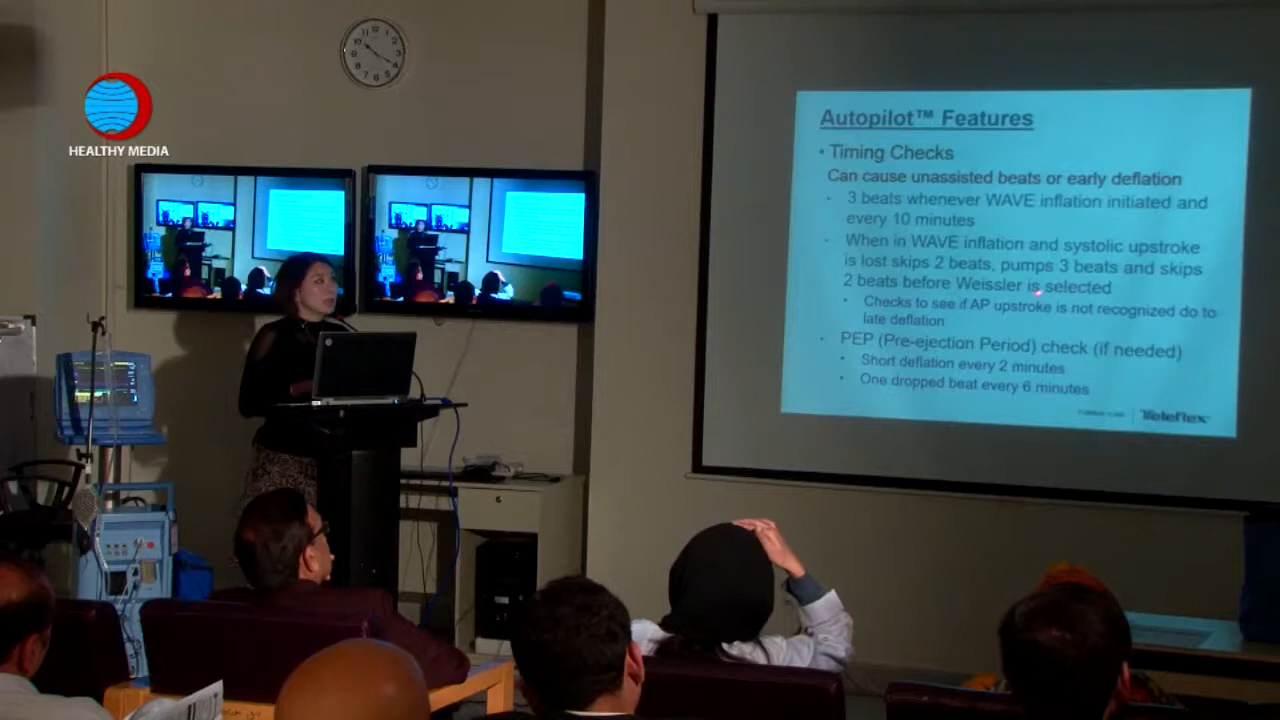 HEALTHY MEDIA
Autopilot™ Features
• Timing Checks
Can cause unassisted beats or early deflation
· 3 beats whenever WAVE inflation initiated and
every 10 minutes
· When in WAVE inflation and systolic upstroke
is lost skips 2 beats, pumps 3 beats and skips
2 beats before Weissler is selected
• Checks to see if AP upstroke is not recognized do to
late deflation
· PEP (Pre-ejection Period) check (if needed)
• Short deflation every 2 minutes
• One dropped beat every 6 minutes
Teleflex